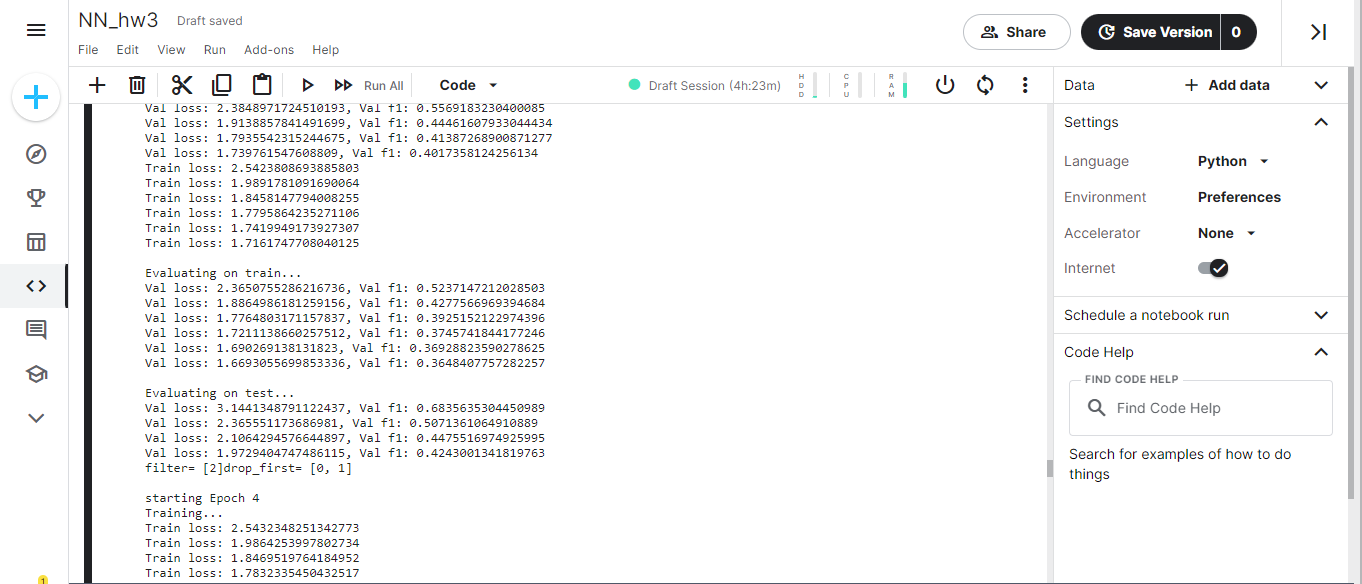 NN_hw3 Draft saved
File Edit View Run Add-ons Help
Share
Save Version 0
Run All Code
Draft Session (4h:23m)
HDD
CPU
RAM
Val loss: 2.3848971724510193, Val f1: 0.5569183230400085
Val loss: 1.9138857841491699, Val f1: 0.44461607933044434
Val loss: 1.7935542315244675, Val f1: 0.41387268900871277
Val loss: 1.739761547608809, Val f1: 0.4017358124256134
Train loss: 2.5423808693885803
Train loss: 1.9891781091690064
Train loss: 1.8458147794008255
Train loss: 1.7795864235271106
Train loss: 1.7419949173927307
Train loss: 1.7161747708040125
Evaluating on train...
Val loss: 2.3650755286216736, Val f1: 0.5237147212028503
Val loss: 1.8864986181259156, Val f1: 0.4277566969394684
Val loss: 1.7764803171157837, Val f1: 0.3925152122974396
Val loss: 1.7211138660257512, Val f1: 0.3745741844177246
Val loss: 1.690269138131823, Val f1: 0.36928823590278625
Val loss: 1.6693055699853336, Val f1: 0.3648407757282257
Evaluating on test...
Val loss: 3.1441348791122437, Val f1: 0.6835635304450989
Val loss: 2.365551173686981, Val f1: 0.5071361064910889
Val loss: 2.1064294576644897, Val f1: 0.4475516974925995
Val loss: 1.9729404747486115, Val f1: 0.4243001341819763
filter= [2]drop_first= [0, 1]
starting Epoch 4
Training...
Train loss: 2.5432348251342773
Train loss: 1.9864253997802734
Train loss: 1.8469519764184952
Train loss: 1.7832335450432517
Data
Add data
Settings
Language Python
Environment Preferences
Accelerator None
Internet
Schedule a notebook run
Code Help
FIND CODE HELP
Find Code Help
Search for examples of how to do
things
1